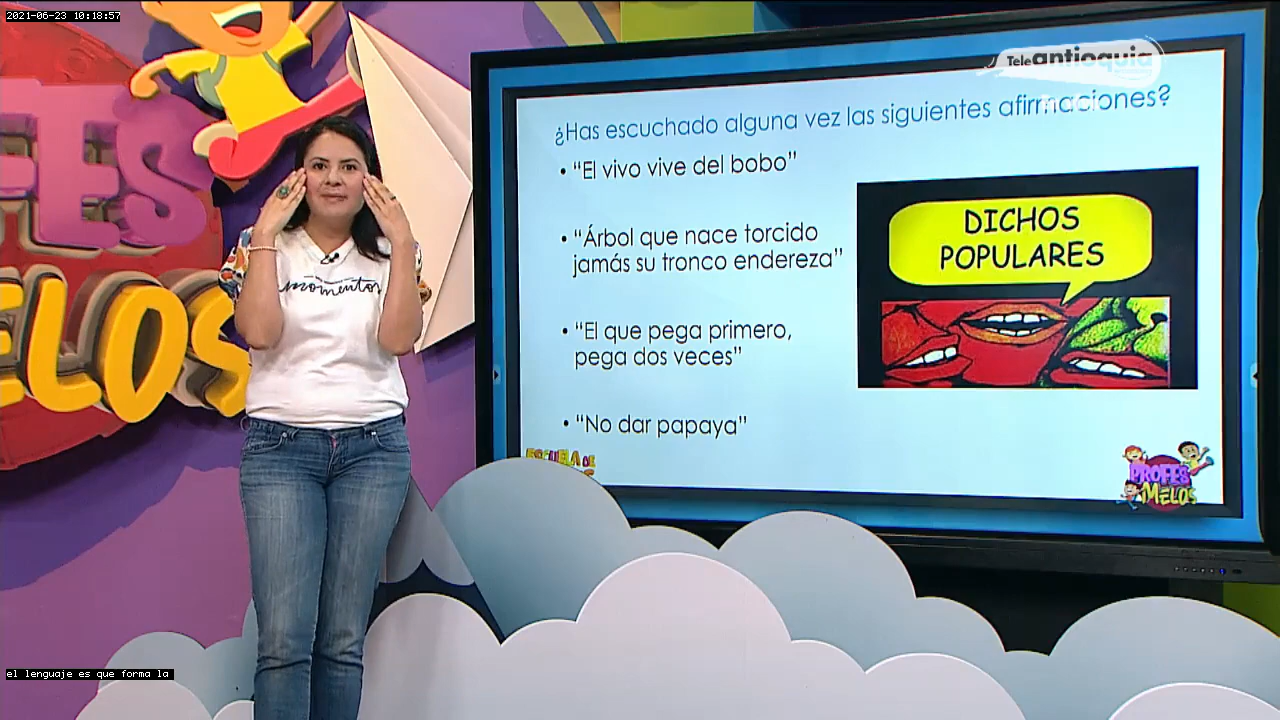 2021-06-23 10:18:57
Teleantioquia
¿Has escuchado alguna vez las siguientes afirmaciones?
• “El vivo vive del bobo”
• “Árbol que nace torcido
jamás su tronco endereza”
• “El que pega primero,
pega dos veces”
• “No dar papaya”
DICHOS
POPULARES
momentos
ESCUELA DE
PROFES
MELOS
el lenguaje es que forma la